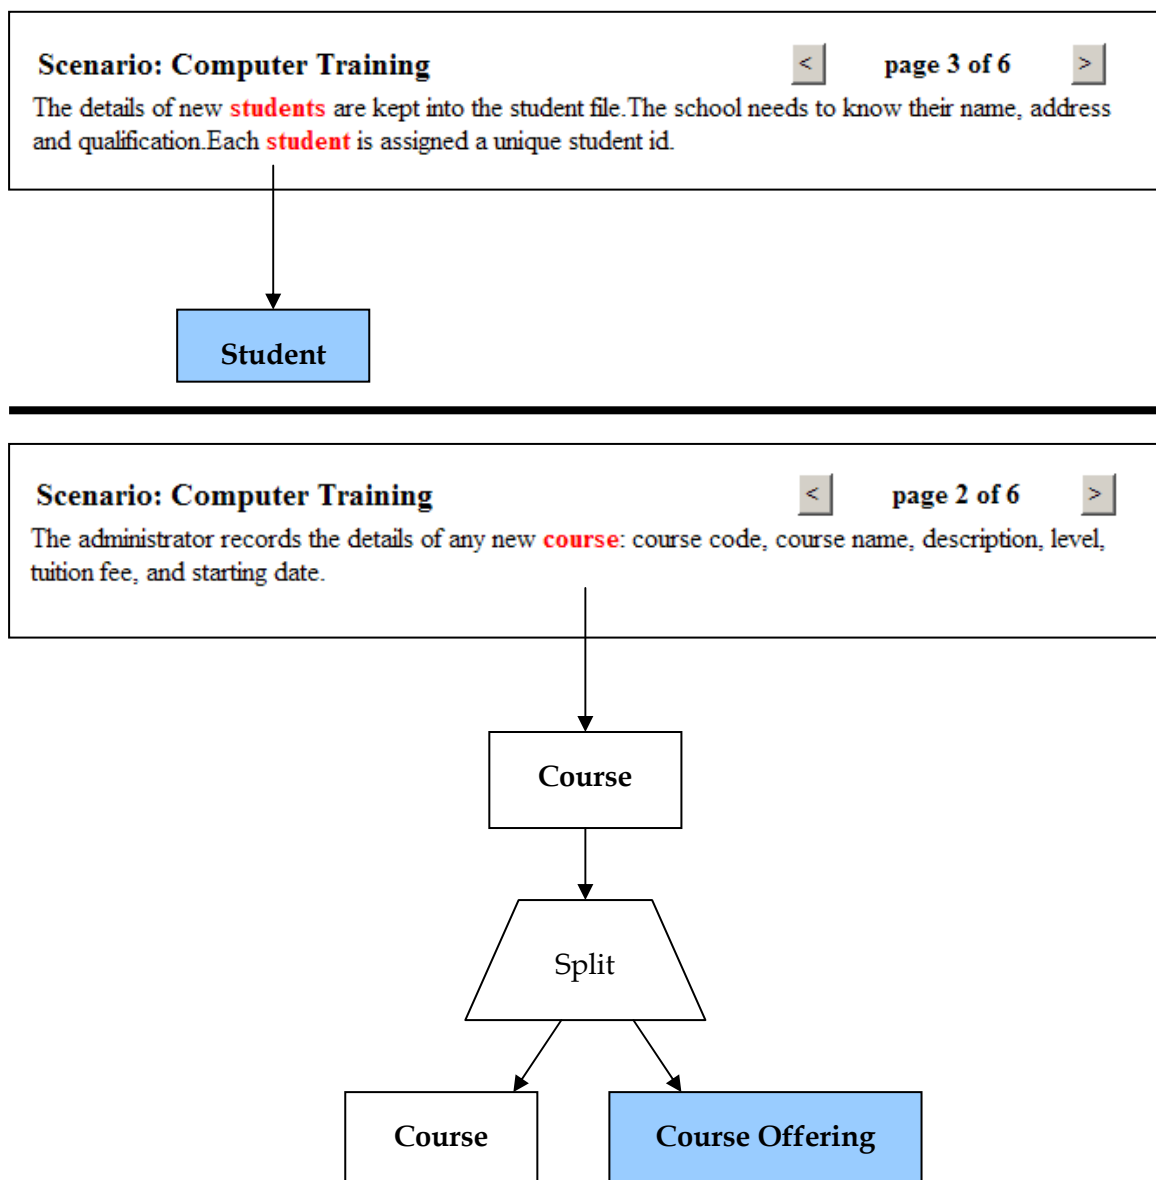 Scenario: Computer Training < page 3 of 6 >
The details of new students are kept into the student file.The school needs to know their name, address
and qualification.Each student is assigned a unique student id.
Student
Scenario: Computer Training < page 2 of 6 >
The administrator records the details of any new course: course code, course name, description, level,
tuition fee, and starting date.
Course
Split
Course Course Offering